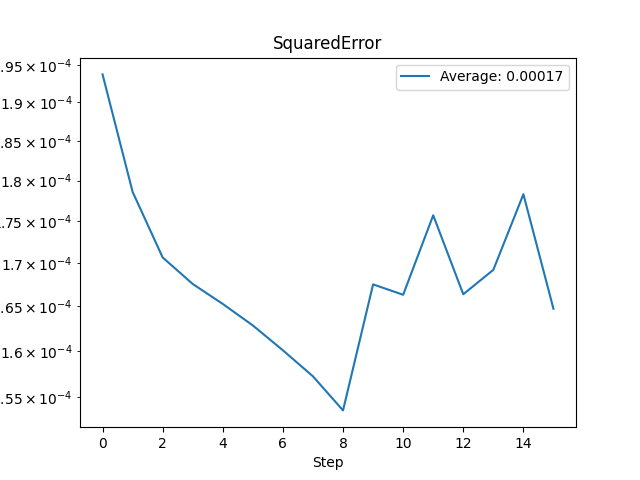 SquaredError
Average: 0.00017
.95 × 10⁻⁴
1.9 × 10⁻⁴
.85 × 10⁻⁴
1.8 × 10⁻⁴
.75 × 10⁻⁴
1.7 × 10⁻⁴
.65 × 10⁻⁴
1.6 × 10⁻⁴
.55 × 10⁻⁴
0 2 4 6 8 10 12 14
Step